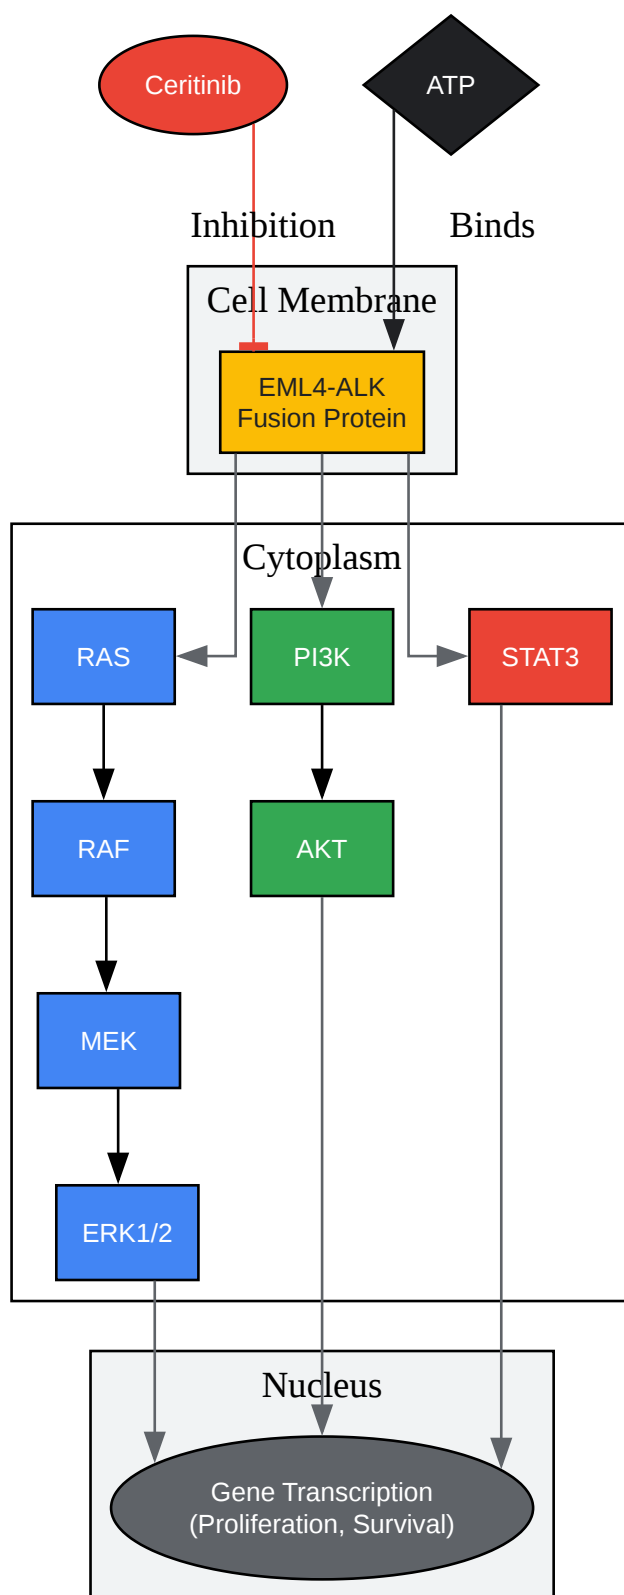 Ceritinib
ATP
Inhibition
Binds
Cell Membrane
EML4-ALK
Fusion Protein
Cytoplasm
RAS
PI3K
STAT3
RAF
AKT
MEK
ERK1/2
Nucleus
Gene Transcription
(Proliferation, Survival)